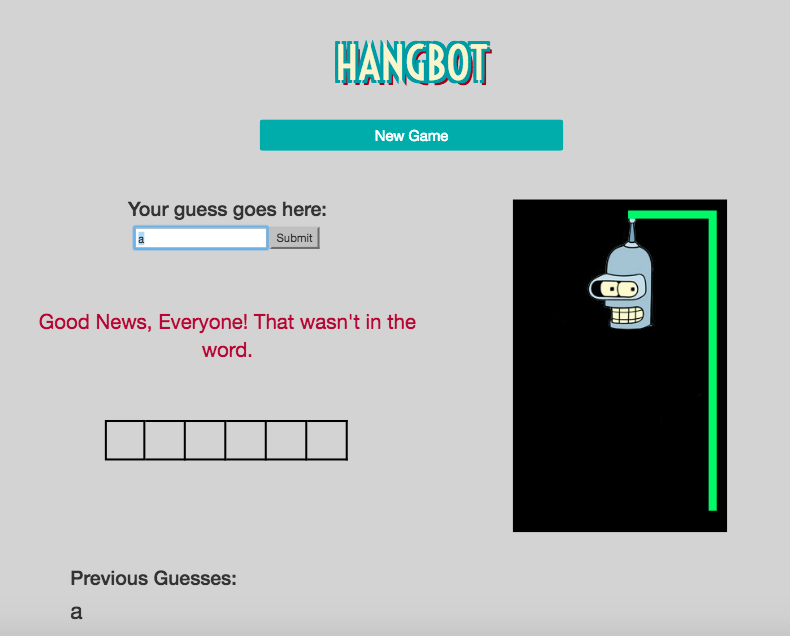 HANGBOT
New Game
Your guess goes here:
a
Submit
Good News, Everyone! That wasn't in the
word.
Previous Guesses:
a